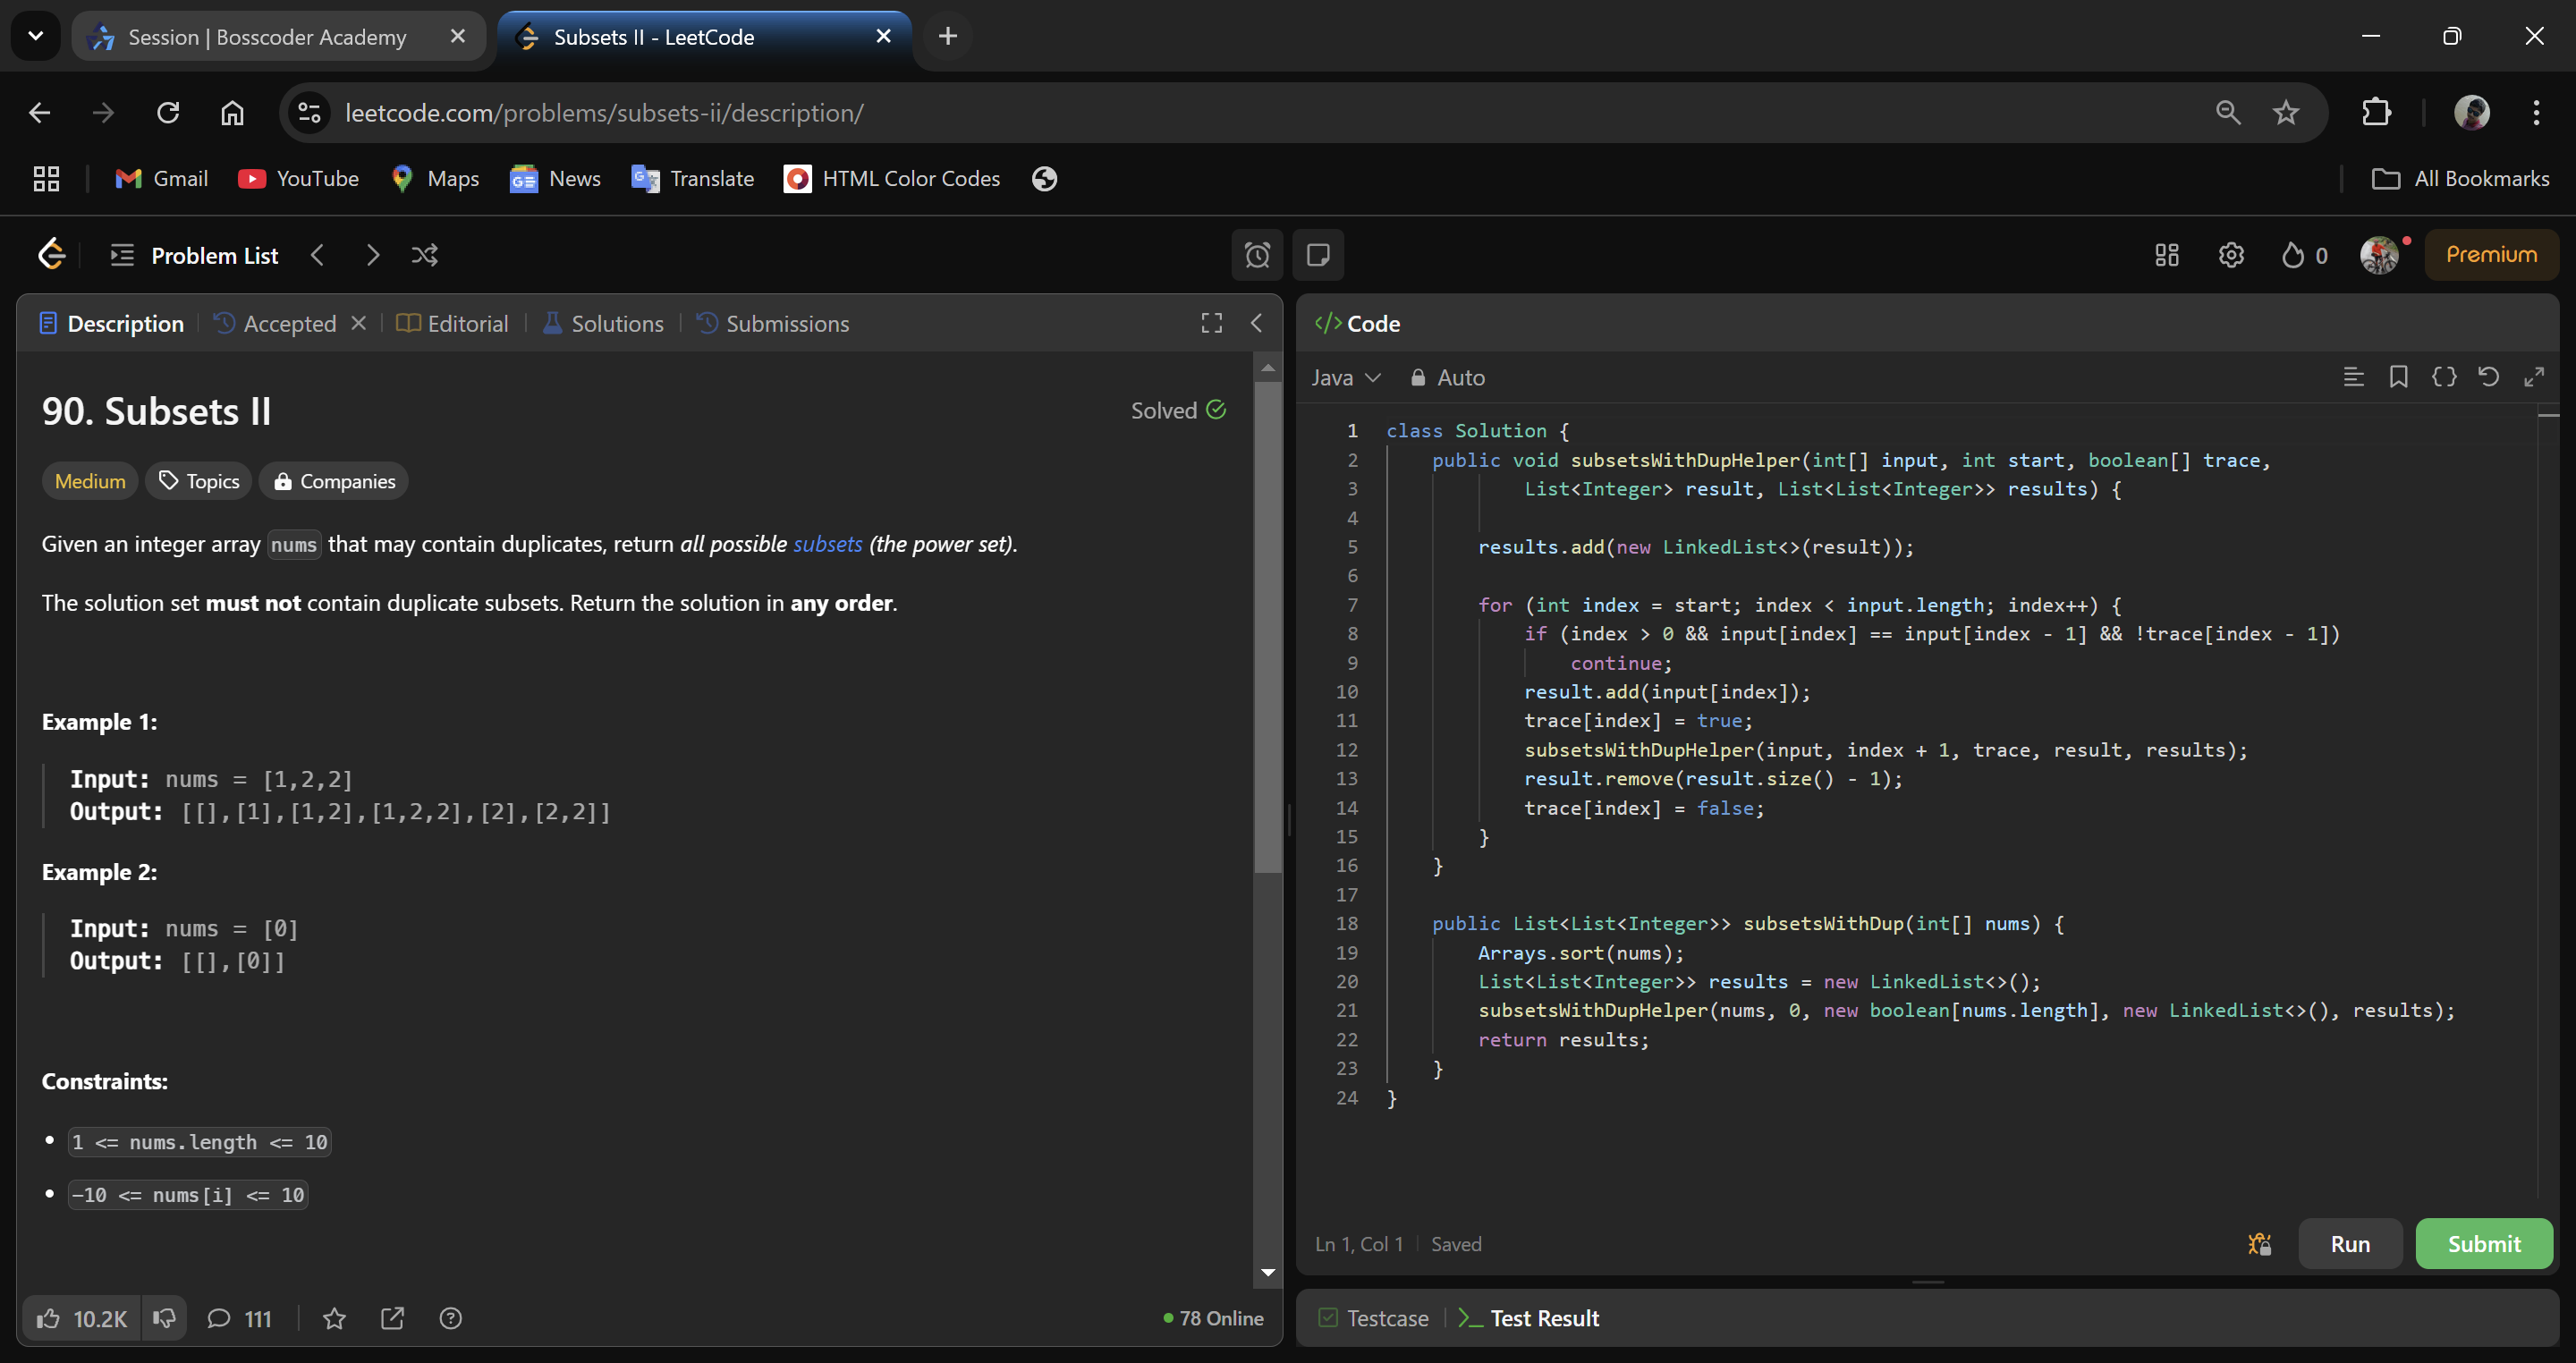 Session | Bosscoder Academy
Subsets II - LeetCode
leetcode.com/problems/subsets-ii/description/
Gmail
YouTube
Maps
News
Translate
HTML Color Codes
All Bookmarks
Problem List
0
Premium
Description
Accepted
Editorial
Solutions
Submissions
90. Subsets II
Solved
Medium
Topics
Companies
Given an integer array nums that may contain duplicates, return all possible subsets (the power set).
The solution set must not contain duplicate subsets. Return the solution in any order.
Example 1:
Input: nums = [1,2,2]
Output: [[],[1],[1,2],[1,2,2],[2],[2,2]]
Example 2:
Input: nums = [0]
Output: [[],[0]]
Constraints:
• 1 <= nums.length <= 10
• -10 <= nums[i] <= 10
10.2K
111
78 Online
</> Code
Java
Auto
1 class Solution {
2     public void subsetsWithDupHelper(int[] input, int start, boolean[] trace,
3             List<Integer> result, List<List<Integer>> results) {
4
5         results.add(new LinkedList<>(result));
6
7         for (int index = start; index < input.length; index++) {
8             if (index > 0 && input[index] == input[index - 1] && !trace[index - 1])
9                 continue;
10             result.add(input[index]);
11             trace[index] = true;
12             subsetsWithDupHelper(input, index + 1, trace, result, results);
13             result.remove(result.size() - 1);
14             trace[index] = false;
15         }
16     }
17
18     public List<List<Integer>> subsetsWithDup(int[] nums) {
19         Arrays.sort(nums);
20         List<List<Integer>> results = new LinkedList<>();
21         subsetsWithDupHelper(nums, 0, new boolean[nums.length], new LinkedList<>(), results);
22         return results;
23     }
24 }
Ln 1, Col 1
Saved
Run
Submit
Testcase
Test Result